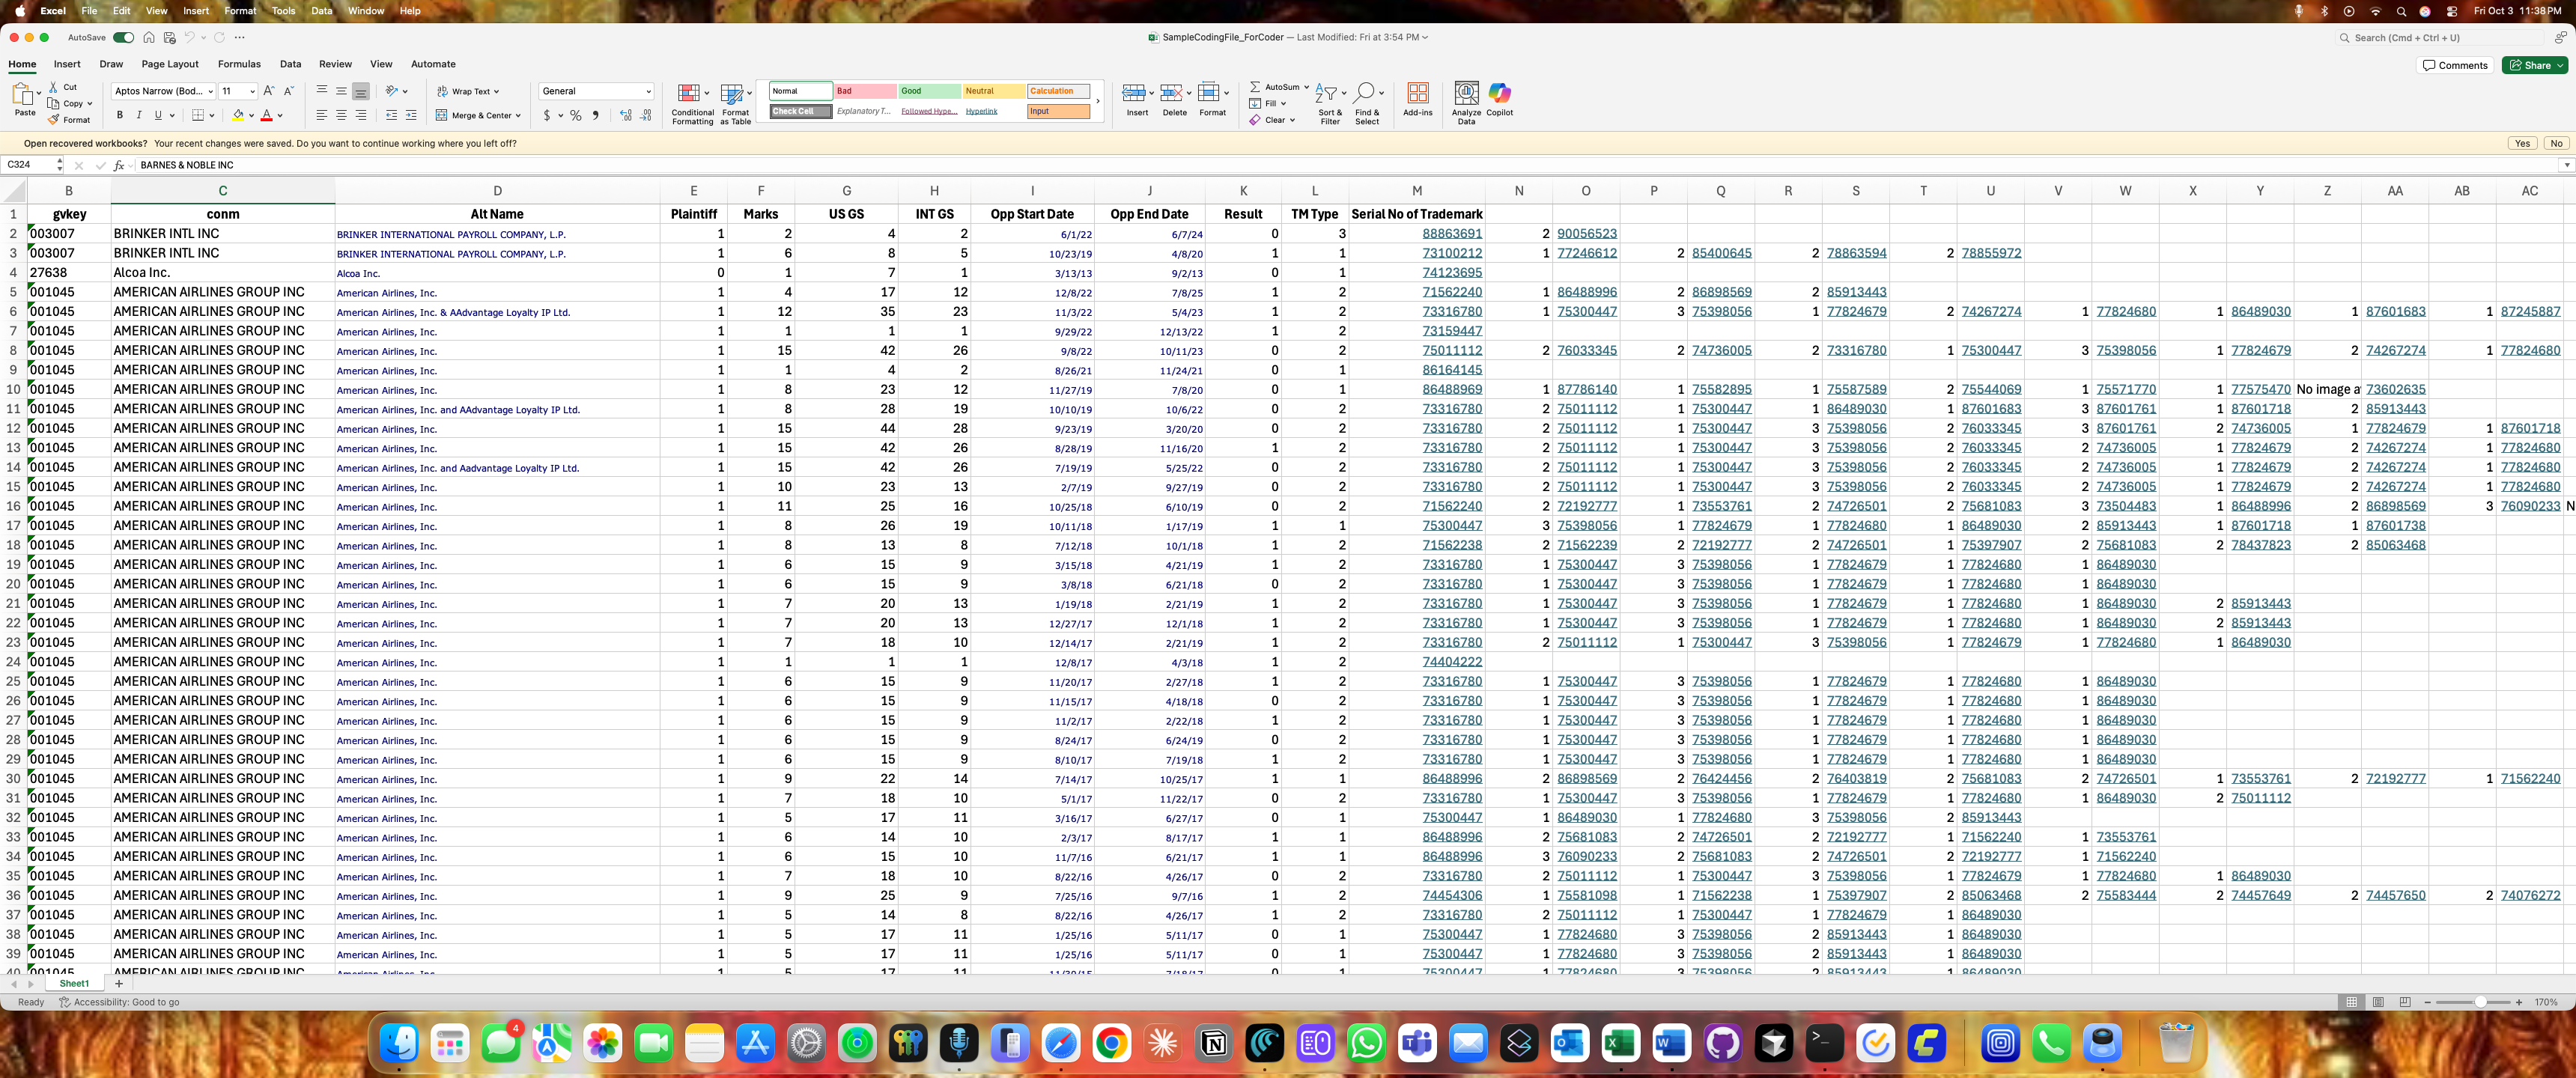 Excel File Edit View Insert Format Tools Data Window Help Fri Oct 3 11:38 PM
AutoSave SampleCodingFile_ForCoder — Last Modified: Fri at 3:54 PM Search (Cmd + Ctrl + U)
Home Insert Draw Page Layout Formulas Data Review View Automate Comments Share
Paste Cut Copy Format Aptos Narrow (Bod... 11 Wrap Text Merge & Center General Conditional Formatting Format as Table Normal Bad Good Neutral Calculation Check Cell Explanatory T... Followed Hype... Hyperlink Input Insert Delete Format AutoSum Fill Clear Sort & Filter Find & Select Add-ins Analyze Data Copilot
Open recovered workbooks? Your recent changes were saved. Do you want to continue working where you left off? Yes No
C324 fx BARNES & NOBLE INC
B C D E F G H I J K L M N O P Q R S T U V W X Y Z AA AB AC
1 gvkey conm Alt Name Plaintiff Marks US GS INT GS Opp Start Date Opp End Date Result TM Type Serial No of Trademark
2 003007 BRINKER INTL INC BRINKER INTERNATIONAL PAYROLL COMPANY, L.P. 1 2 4 2 6/1/22 6/7/24 0 3 88863691 2 90056523
3 003007 BRINKER INTL INC BRINKER INTERNATIONAL PAYROLL COMPANY, L.P. 1 6 8 5 10/23/19 4/8/20 1 1 73100212 1 77246612 2 85400645 2 78863594 2 78855972
4 27638 Alcoa Inc. Alcoa Inc. 0 1 7 1 3/13/13 9/2/13 0 1 74123695
5 001045 AMERICAN AIRLINES GROUP INC American Airlines, Inc. 1 4 17 12 12/8/22 7/8/25 1 2 71562240 1 86488996 2 86898569 2 85913443
6 001045 AMERICAN AIRLINES GROUP INC American Airlines, Inc. & AAdvantage Loyalty IP Ltd. 1 12 35 23 11/3/22 5/4/23 1 2 73316780 1 75300447 3 75398056 1 77824679 2 74267274 1 77824680 1 86489030 1 87601683 1 87245887
7 001045 AMERICAN AIRLINES GROUP INC American Airlines, Inc. 1 1 1 1 9/29/22 12/13/22 1 2 73159447
8 001045 AMERICAN AIRLINES GROUP INC American Airlines, Inc. 1 15 42 26 9/8/22 10/11/23 0 2 75011112 2 76033345 2 74736005 2 73316780 1 75300447 3 75398056 1 77824679 2 74267274 1 77824680
9 001045 AMERICAN AIRLINES GROUP INC American Airlines, Inc. 1 1 4 2 8/26/21 11/24/21 0 1 86164145
10 001045 AMERICAN AIRLINES GROUP INC American Airlines, Inc. 1 8 23 12 11/27/19 7/8/20 0 1 86488969 1 87786140 1 75582895 1 75587589 2 75544069 1 75571770 1 77575470 No image a 73602635
11 001045 AMERICAN AIRLINES GROUP INC American Airlines, Inc. and AAdvantage Loyalty IP Ltd. 1 8 28 19 10/10/19 10/6/22 0 2 73316780 2 75011112 1 75300447 1 86489030 1 87601683 3 87601761 1 87601718 2 85913443
12 001045 AMERICAN AIRLINES GROUP INC American Airlines, Inc. 1 15 44 28 9/23/19 3/20/20 0 2 73316780 2 75011112 1 75300447 3 75398056 2 76033345 3 87601761 2 74736005 1 77824679 1 87601718
13 001045 AMERICAN AIRLINES GROUP INC American Airlines, Inc. 1 15 42 26 8/28/19 11/16/20 1 2 73316780 2 75011112 1 75300447 3 75398056 2 76033345 2 74736005 1 77824679 2 74267274 1 77824680
14 001045 AMERICAN AIRLINES GROUP INC American Airlines, Inc. and Aadvantage Loyalty IP Ltd. 1 15 42 26 7/19/19 5/25/22 0 2 73316780 2 75011112 1 75300447 3 75398056 2 76033345 2 74736005 1 77824679 2 74267274 1 77824680
15 001045 AMERICAN AIRLINES GROUP INC American Airlines, Inc. 1 10 23 13 2/7/19 9/27/19 0 2 73316780 2 75011112 1 75300447 3 75398056 2 76033345 2 74736005 1 77824679 2 74267274 1 77824680
16 001045 AMERICAN AIRLINES GROUP INC American Airlines, Inc. 1 11 25 16 10/25/18 6/10/19 0 2 71562240 2 72192777 1 73553761 2 74726501 2 75681083 3 73504483 1 86488996 2 86898569 3 76090233 N
17 001045 AMERICAN AIRLINES GROUP INC American Airlines, Inc. 1 8 26 19 10/11/18 1/17/19 1 1 75300447 3 75398056 1 77824679 1 77824680 1 86489030 2 85913443 1 87601718 1 87601738
18 001045 AMERICAN AIRLINES GROUP INC American Airlines, Inc. 1 8 13 8 7/12/18 10/1/18 1 2 71562238 2 71562239 2 72192777 2 74726501 1 75397907 2 75681083 2 78437823 2 85063468
19 001045 AMERICAN AIRLINES GROUP INC American Airlines, Inc. 1 6 15 9 3/15/18 4/21/19 1 2 73316780 1 75300447 3 75398056 1 77824679 1 77824680 1 86489030
20 001045 AMERICAN AIRLINES GROUP INC American Airlines, Inc. 1 6 15 9 3/8/18 6/21/18 0 2 73316780 1 75300447 3 75398056 1 77824679 1 77824680 1 86489030
21 001045 AMERICAN AIRLINES GROUP INC American Airlines, Inc. 1 7 20 13 1/19/18 2/21/19 1 2 73316780 1 75300447 3 75398056 1 77824679 1 77824680 1 86489030 2 85913443
22 001045 AMERICAN AIRLINES GROUP INC American Airlines, Inc. 1 7 20 13 12/27/17 12/1/18 1 2 73316780 1 75300447 3 75398056 1 77824679 1 77824680 1 86489030 2 85913443
23 001045 AMERICAN AIRLINES GROUP INC American Airlines, Inc. 1 7 18 10 12/14/17 2/21/19 1 2 73316780 2 75011112 1 75300447 3 75398056 1 77824679 1 77824680 1 86489030
24 001045 AMERICAN AIRLINES GROUP INC American Airlines, Inc. 1 1 1 1 12/8/17 4/3/18 1 2 74404222
25 001045 AMERICAN AIRLINES GROUP INC American Airlines, Inc. 1 6 15 9 11/20/17 2/27/18 1 2 73316780 1 75300447 3 75398056 1 77824679 1 77824680 1 86489030
26 001045 AMERICAN AIRLINES GROUP INC American Airlines, Inc. 1 6 15 9 11/15/17 4/18/18 0 2 73316780 1 75300447 3 75398056 1 77824679 1 77824680 1 86489030
27 001045 AMERICAN AIRLINES GROUP INC American Airlines, Inc. 1 6 15 9 11/2/17 2/22/18 1 2 73316780 1 75300447 3 75398056 1 77824679 1 77824680 1 86489030
28 001045 AMERICAN AIRLINES GROUP INC American Airlines, Inc. 1 6 15 9 8/24/17 6/24/19 0 2 73316780 1 75300447 3 75398056 1 77824679 1 77824680 1 86489030
29 001045 AMERICAN AIRLINES GROUP INC American Airlines, Inc. 1 6 15 9 8/10/17 7/19/18 1 2 73316780 1 75300447 3 75398056 1 77824679 1 77824680 1 86489030
30 001045 AMERICAN AIRLINES GROUP INC American Airlines, Inc. 1 9 22 14 7/14/17 10/25/17 1 1 86488996 2 86898569 2 76424456 2 76403819 2 75681083 2 74726501 1 73553761 2 72192777 1 71562240
31 001045 AMERICAN AIRLINES GROUP INC American Airlines, Inc. 1 7 18 10 5/1/17 11/22/17 0 2 73316780 1 75300447 3 75398056 1 77824679 1 77824680 1 86489030 2 75011112
32 001045 AMERICAN AIRLINES GROUP INC American Airlines, Inc. 1 5 17 11 3/16/17 6/27/17 0 1 75300447 1 86489030 1 77824680 3 75398056 2 85913443
33 001045 AMERICAN AIRLINES GROUP INC American Airlines, Inc. 1 6 14 10 2/3/17 8/17/17 1 1 86488996 2 75681083 2 74726501 2 72192777 1 71562240 1 73553761
34 001045 AMERICAN AIRLINES GROUP INC American Airlines, Inc. 1 6 15 10 11/7/16 6/21/17 1 1 86488996 3 76090233 2 75681083 2 74726501 2 72192777 1 71562240
35 001045 AMERICAN AIRLINES GROUP INC American Airlines, Inc. 1 7 18 10 8/22/16 4/26/17 0 2 73316780 2 75011112 1 75300447 3 75398056 1 77824679 1 77824680 1 86489030
36 001045 AMERICAN AIRLINES GROUP INC American Airlines, Inc. 1 9 25 9 7/25/16 9/7/16 1 2 74454306 1 75581098 1 71562238 1 75397907 2 85063468 2 75583444 2 74457649 2 74457650 2 74076272
37 001045 AMERICAN AIRLINES GROUP INC American Airlines, Inc. 1 5 14 8 8/22/16 4/26/17 1 2 73316780 2 75011112 1 75300447 1 77824679 1 86489030
38 001045 AMERICAN AIRLINES GROUP INC American Airlines, Inc. 1 5 17 11 1/25/16 5/11/17 0 1 75300447 1 77824680 3 75398056 2 85913443 1 86489030
39 001045 AMERICAN AIRLINES GROUP INC American Airlines, Inc. 1 5 17 11 1/25/16 5/11/17 0 1 75300447 1 77824680 3 75398056 2 85913443 1 86489030
40 001045 AMERICAN AIRLINES GROUP INC American Airlines, Inc. 1 5 17 11 0 1 75300447 1 77824680 3 75398056 2 85913443 1 86489030
Sheet1
Ready Accessibility: Good to go 170%
4